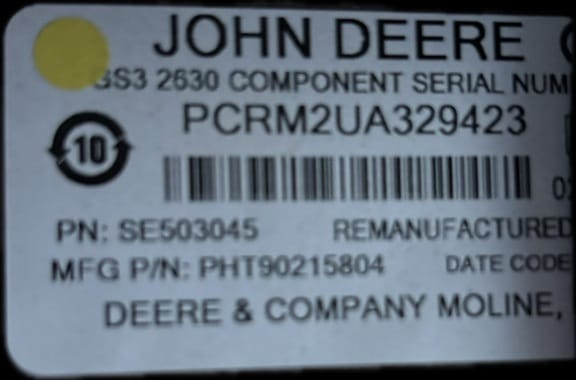 JOHN DEERE
GS3 2630 COMPONENT SERIAL NUM
PCRM2UA329423
10
PN: SE503045 REMANUFACTURED
MFG P/N: PHT90215804 DATE CODE
DEERE & COMPANY MOLINE,